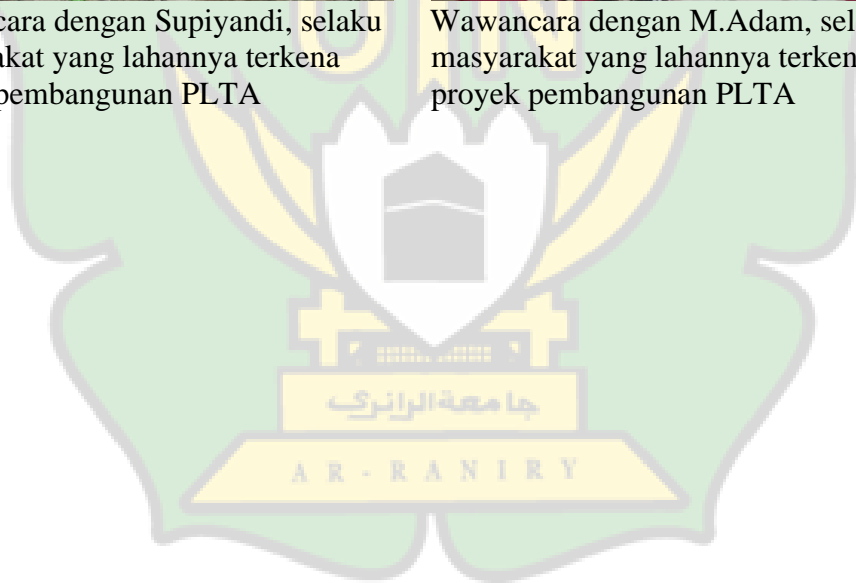 cara dengan Supiyandi, selaku
akat yang lahannya terkena
pembangunan PLTA
Wawancara dengan M.Adam, sel
masyarakat yang lahannya terken
proyek pembangunan PLTA
UIN
جامعة الرانري
AR-RANIRY